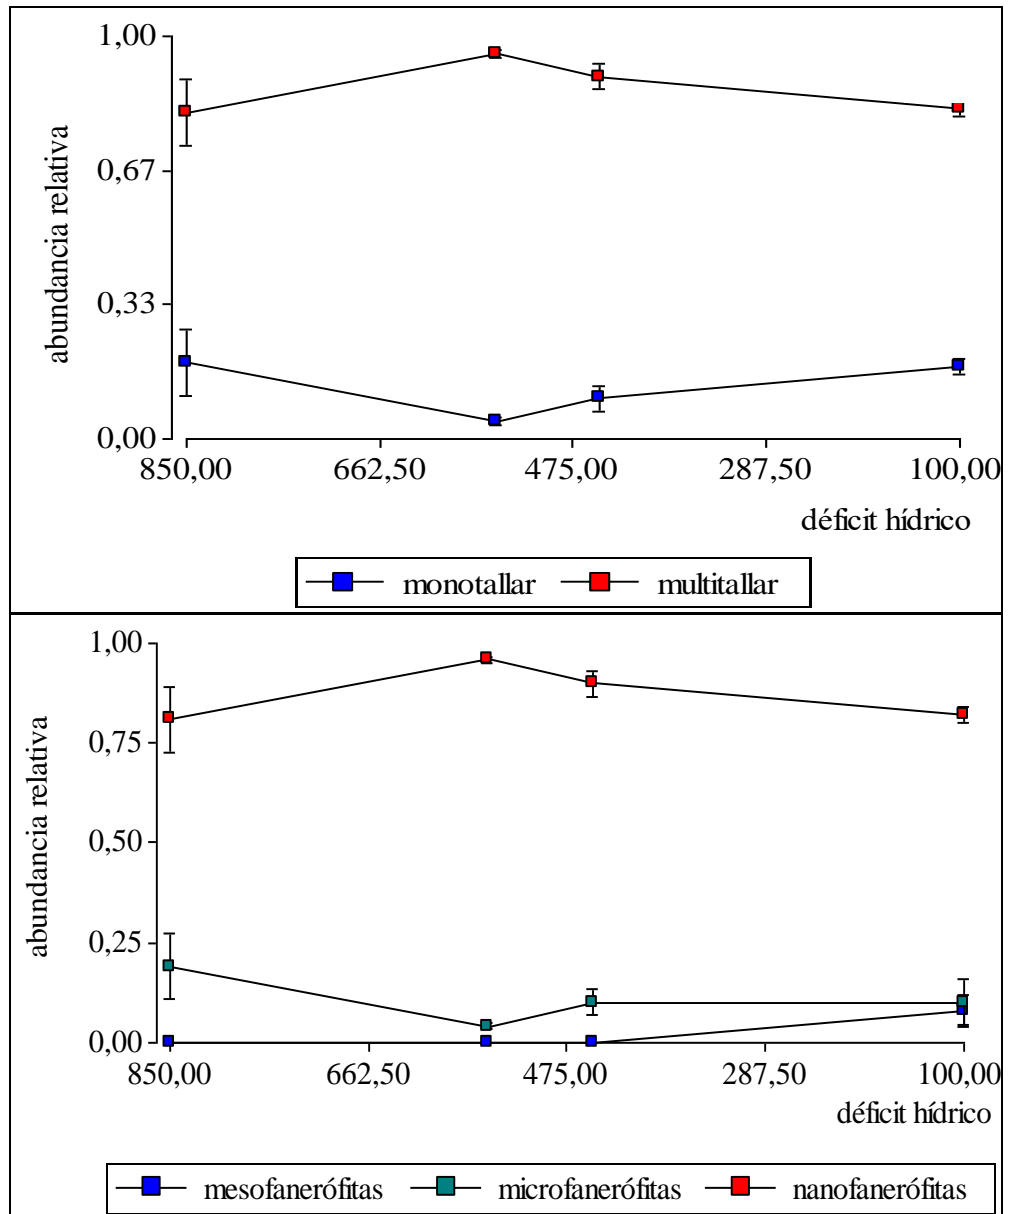 1,00
0,67
0,33
0,00
abundancia relativa
850,00 662,50 475,00 287,50 100,00
déficit hídrico
monotallar multitallar
1,00
0,75
0,50
0,25
0,00
abundancia relativa
850,00 662,50 475,00 287,50 100,00
déficit hídrico
mesofanerófitas microfanerófitas nanofanerófitas